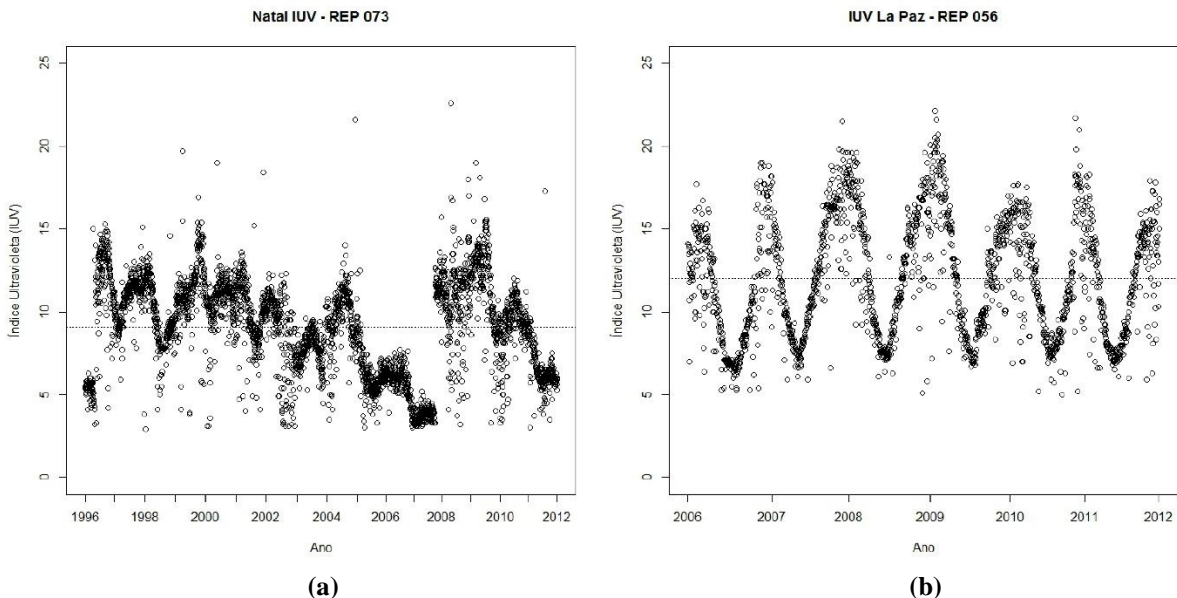 Natal IUV - REP 073
Índice Ultravioleta (IUV)
25
20
15
10
5
0
1996 1998 2000 2002 2004 2006 2008 2010 2012
Ano
(a)
IUV La Paz - REP 056
Índice Ultravioleta (IUV)
25
20
15
10
5
0
2006 2007 2008 2009 2010 2011 2012
Ano
(b)